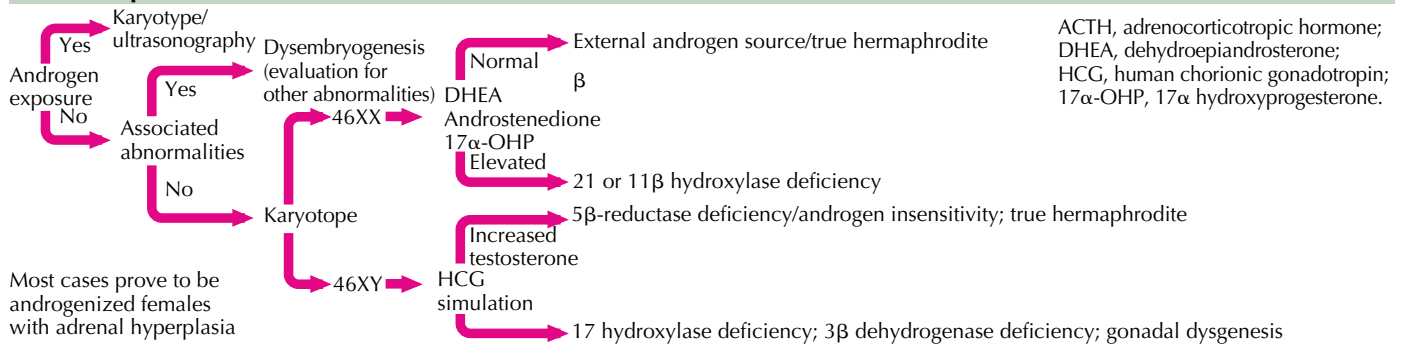 Karyotype/
ultrasonography
Yes
Androgen
exposure
No
Associated
abnormalities
Yes
No
Dysembryogenesis
(evaluation for
other abnormalities)
Karyotope
46XX
46XY
DHEA
Androstenedione
17α-OHP
Normal
Elevated
External androgen source/true hermaphrodite
β
21 or 11β hydroxylase deficiency
HCG
simulation
Increased
testosterone
5β-reductase deficiency/androgen insensitivity; true hermaphrodite
17 hydroxylase deficiency; 3β dehydrogenase deficiency; gonadal dysgenesis
Most cases prove to be
androgenized females
with adrenal hyperplasia
ACTH, adrenocorticotropic hormone;
DHEA, dehydroepiandrosterone;
HCG, human chorionic gonadotropin;
17α-OHP, 17α hydroxyprogesterone.